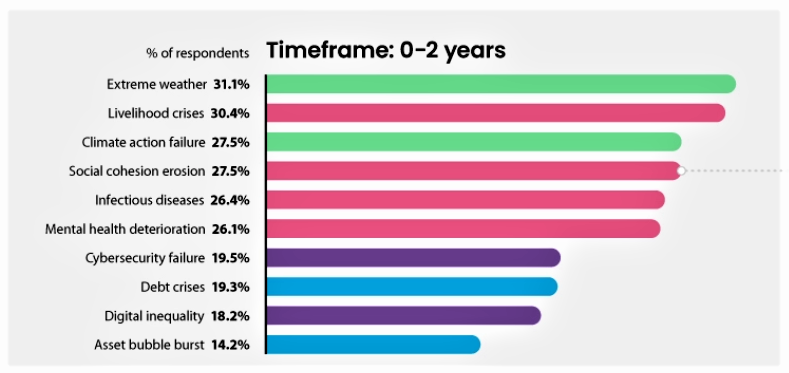 % of respondents Timeframe: 0-2 years
Extreme weather 31.1%
Livelihood crises 30.4%
Climate action failure 27.5%
Social cohesion erosion 27.5%
Infectious diseases 26.4%
Mental health deterioration 26.1%
Cybersecurity failure 19.5%
Debt crises 19.3%
Digital inequality 18.2%
Asset bubble burst 14.2%